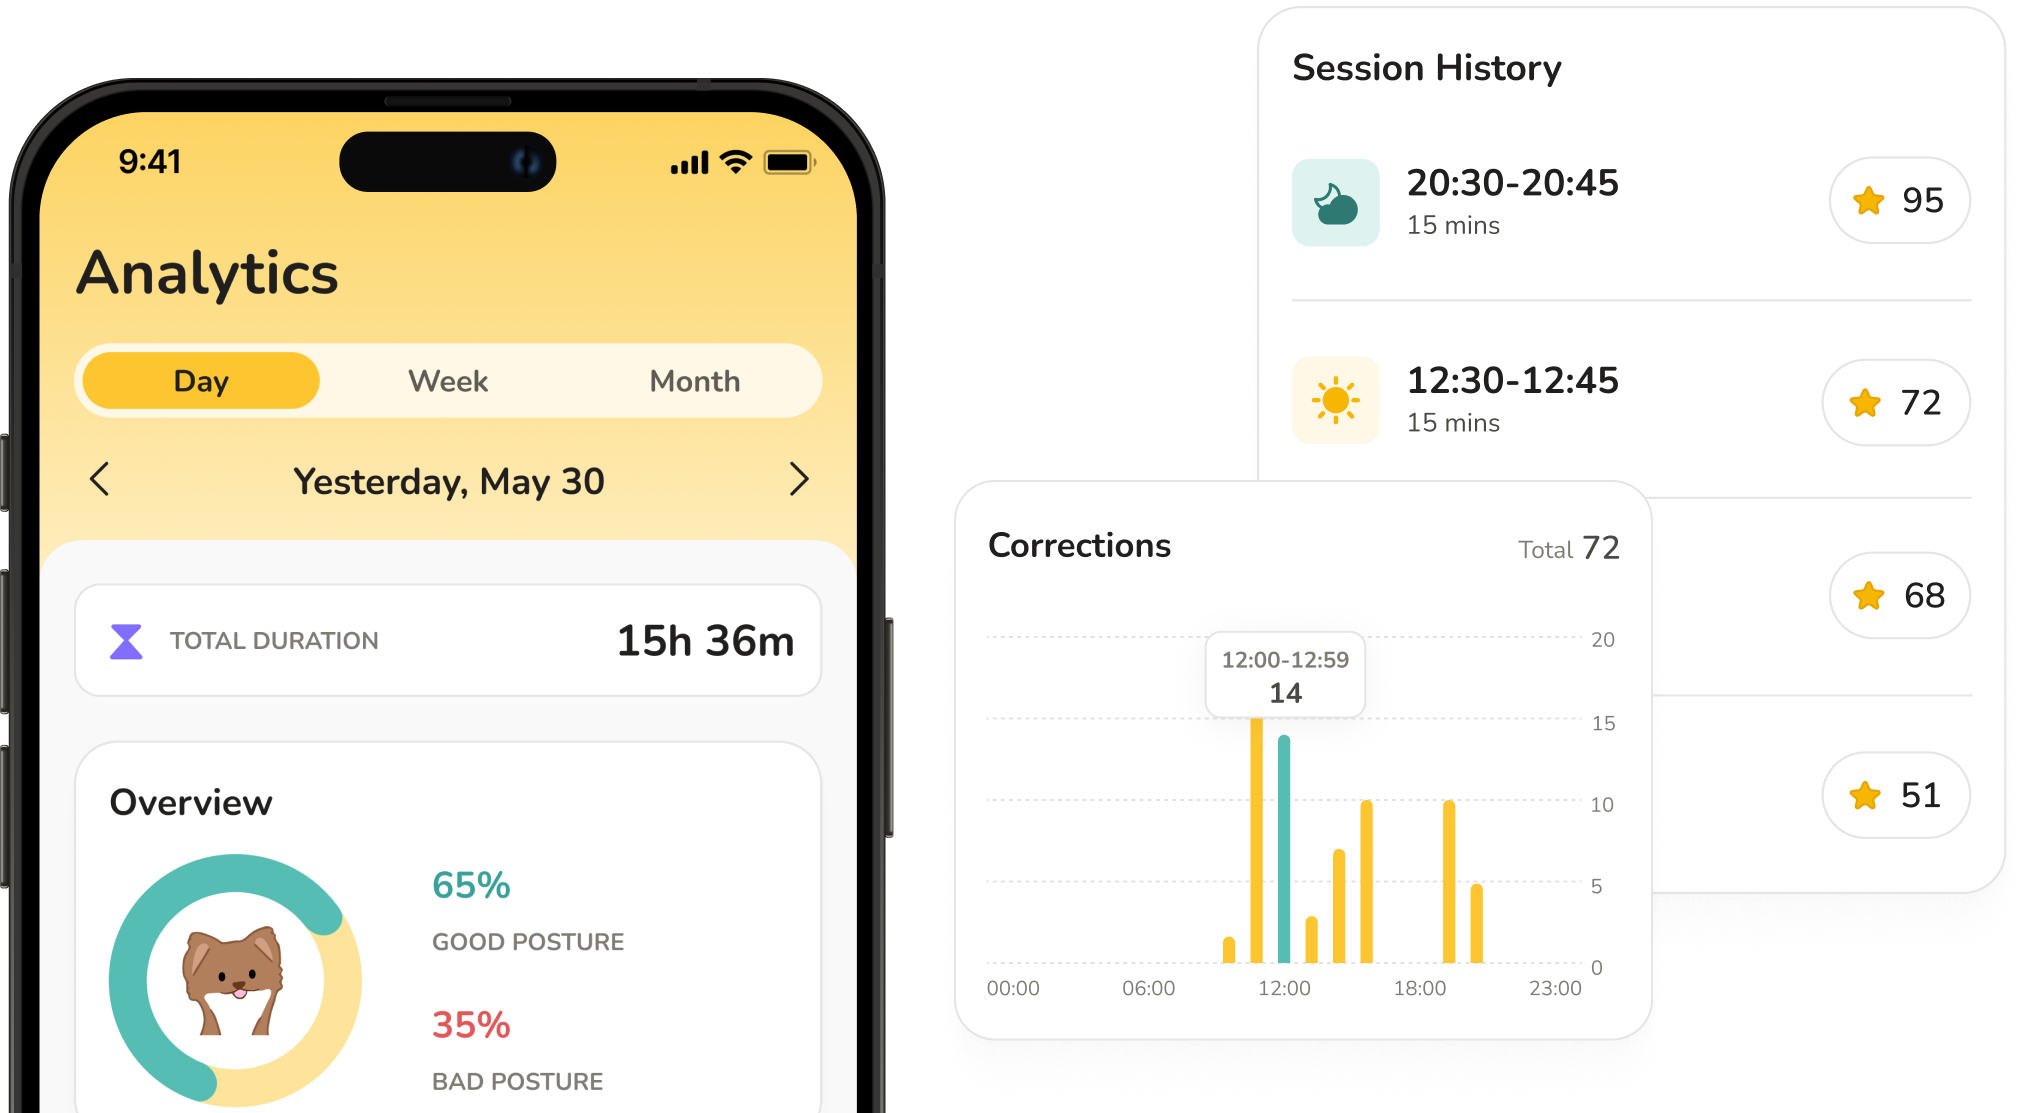 9:41
Analytics
Day Week Month
Yesterday, May 30
TOTAL DURATION 15h 36m
Overview
65%
GOOD POSTURE
35%
BAD POSTURE
Session History
20:30-20:45
15 mins
95
12:30-12:45
15 mins
72
68
51
Corrections
Total 72
12:00-12:59
14
20
15
10
5
0
00:00 06:00 12:00 18:00 23:00